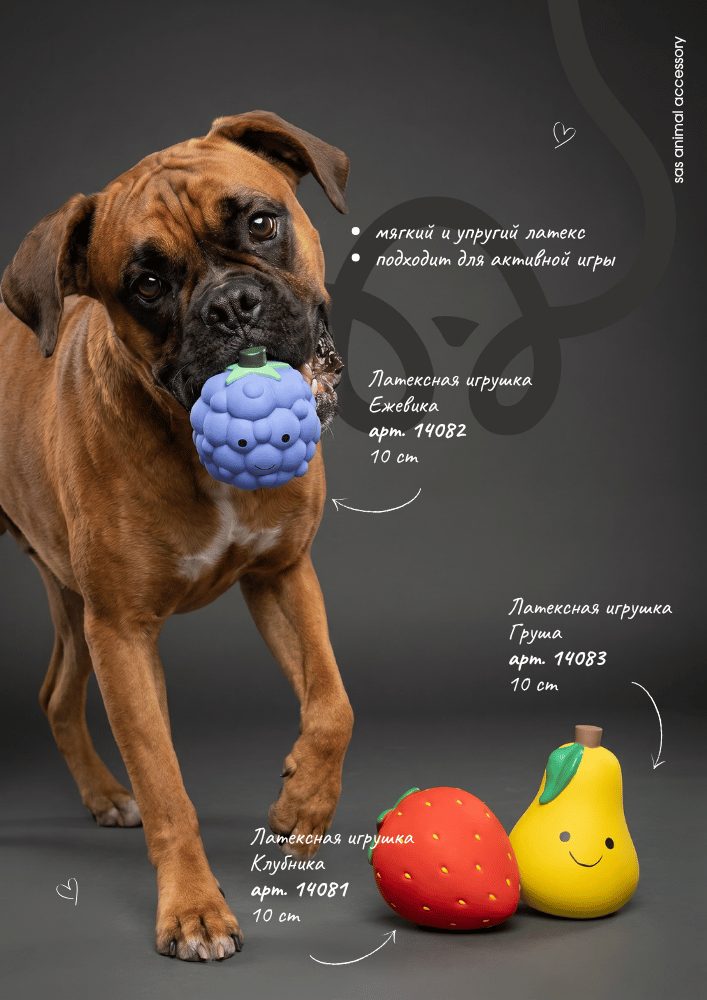 sas animal accessory
мягкий и упругий латекс
подходит для активной игры
Латексная игрушка
Ежевика
арт. 14082
10 cm
Латексная игрушка
Груша
арт. 14083
10 cm
Латексная игрушка
Клубника
арт. 14081
10 cm